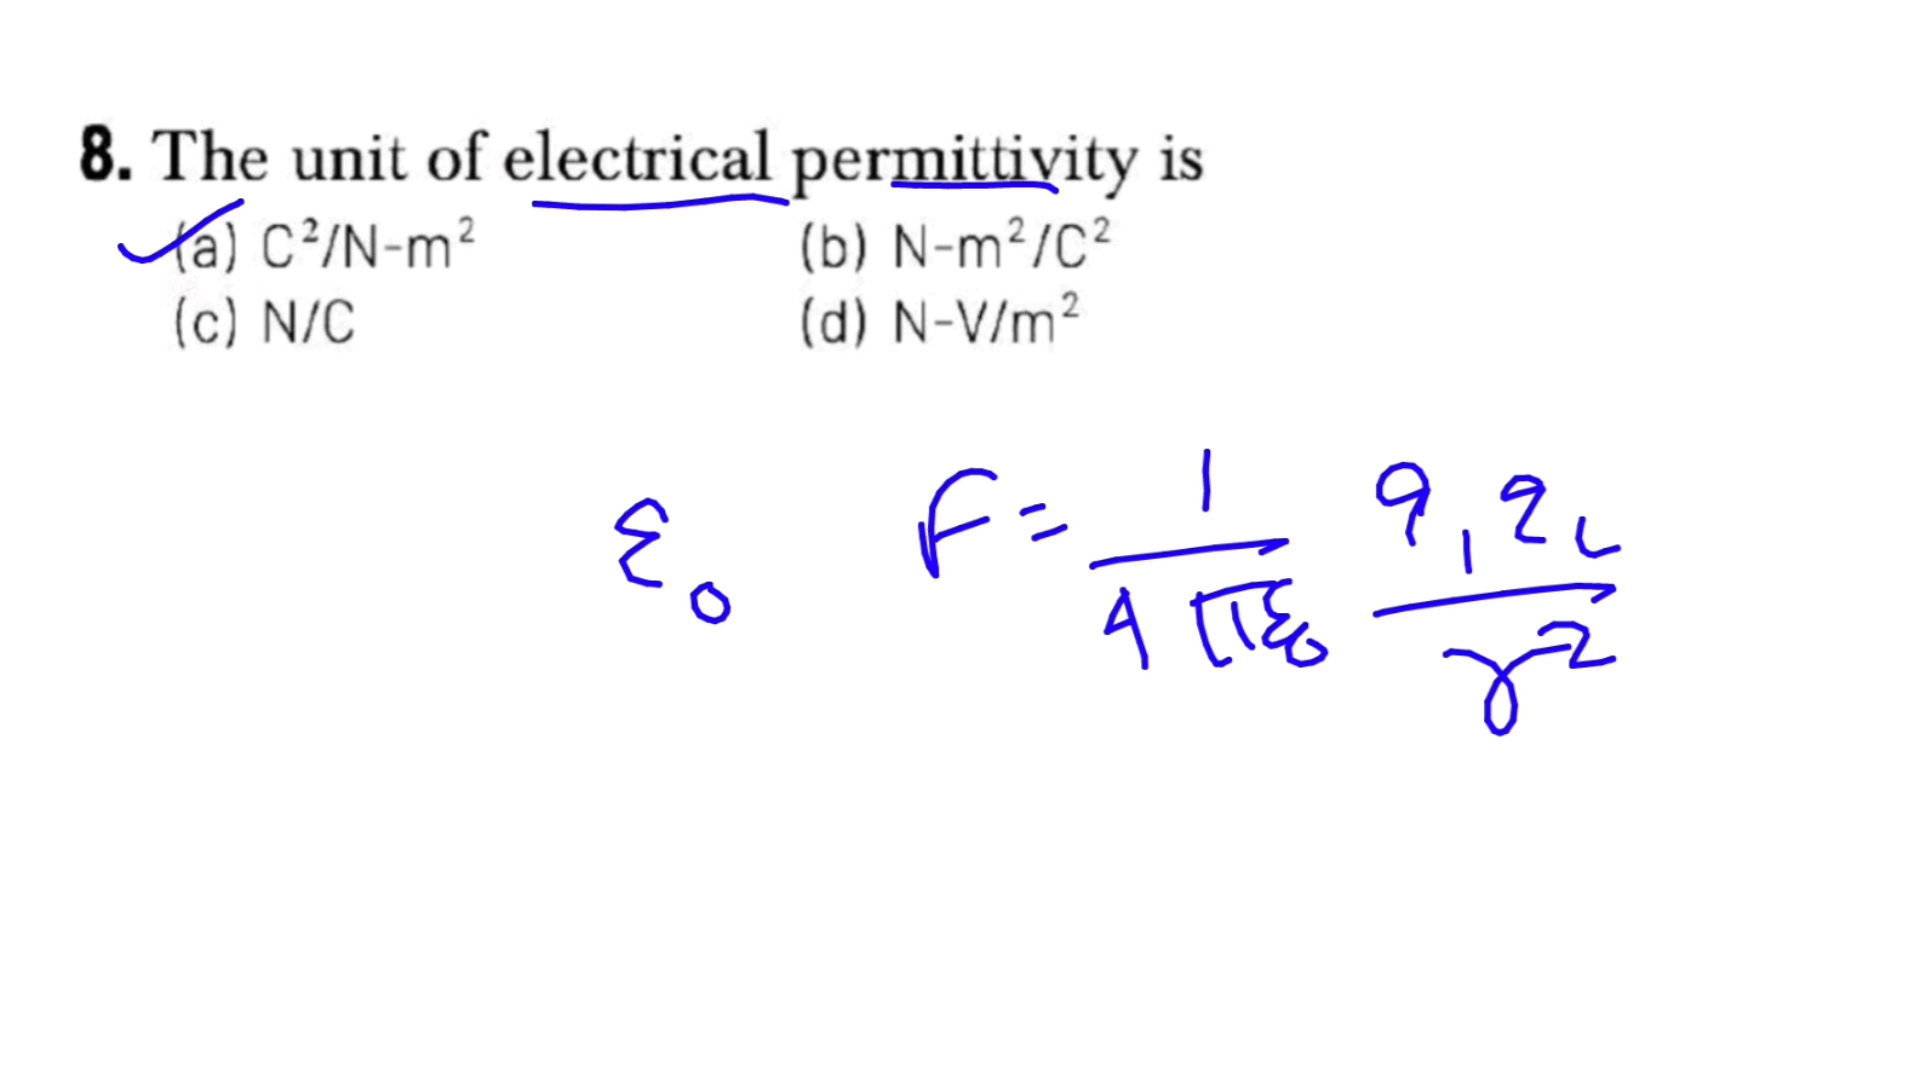 8. The unit of electrical permittivity is
(a) C²/N-m² (b) N-m²/C²
(c) N/C (d) N-V/m²
ε₀ F = 1/4πε₀ q₁q₂/r²